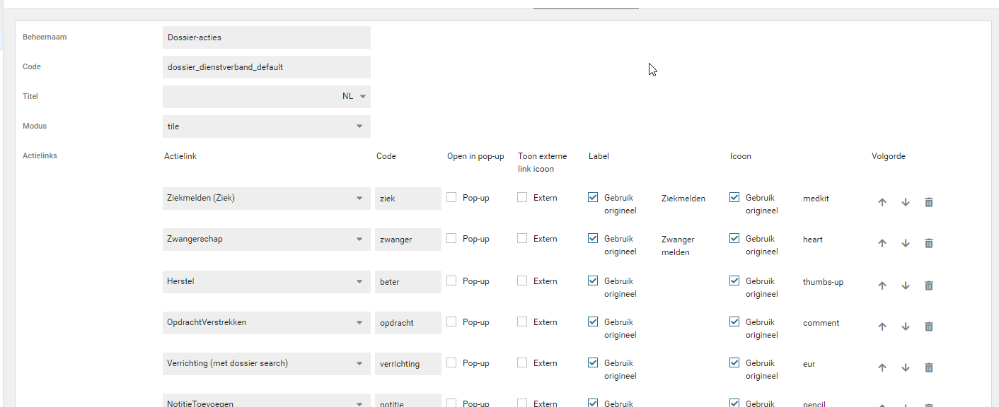 Beheernaam Dossier-acties
Code dossier_dienstverband_default
Titel NL
Modus tile
Actielinks Actielink Code Open in pop-up Toon externe Label Icoon Volgorde
link icoon
Ziekmelden (Ziek) ziek Pop-up Extern Gebruik Ziekmelden Gebruik medkit
origineel origineel
Zwangerschap zwanger Pop-up Extern Gebruik Zwanger Gebruik heart
origineel melden origineel
Herstel beter Pop-up Extern Gebruik Gebruik thumbs-up
origineel origineel
OpdrachtVerstrekken opdracht Pop-up Extern Gebruik Gebruik comment
origineel origineel
Verrichting (met dossier search) verrichting Pop-up Extern Gebruik Gebruik eur
origineel origineel
NotitieToevoegen notitie Pop-up Extern Gebruik Gebruik pencil